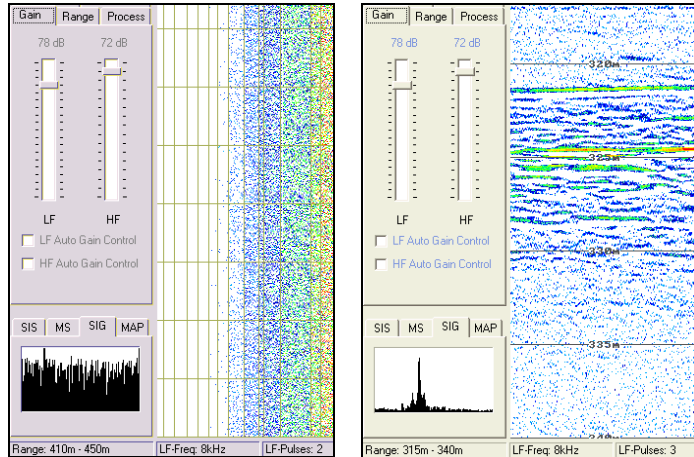 Gain Range Process
78 dB 72 dB
LF HF
LF Auto Gain Control
HF Auto Gain Control
SIS MS SIG MAP
Range: 410m - 450m LF-Freq: 8kHz LF-Pulses: 2
Gain Range Process
78 dB 72 dB
LF HF
LF Auto Gain Control
HF Auto Gain Control
SIS MS SIG MAP
320m
325m
330m
335m
Range: 315m - 340m LF-Freq: 8kHz LF-Pulses: 3